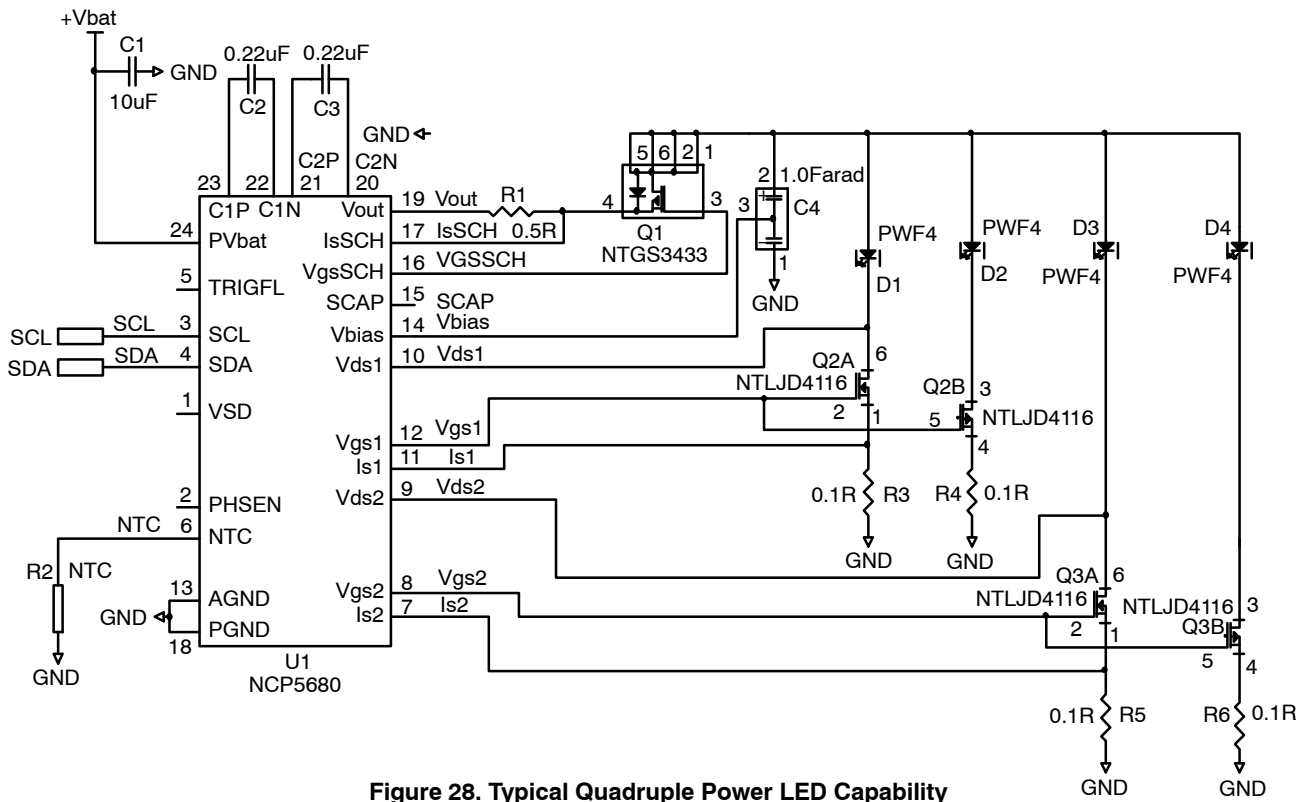 +Vbat
C1
GND
10uF
0.22uF
0.22uF
C2
C3
GND
C2P
C2N
23
22
21
20
C1P
C1N
Vout
19
Vout
R1
0.5R
5
6
2
1
4
3
Q1
NTGS3433
24
PVbat
IsSCH
17
IsSCH
VgsSCH
16
VGSSCH
5
TRIGFL
SCAP
15
SCAP
Vbias
14
Vbias
2
1.0Farad
+
3
C4
1
GND
SCL
SCL
3
SCL
SDA
SDA
4
SDA
Vds1
10
Vds1
1
VSD
PWF4
D1
PWF4
D2
D3
PWF4
D4
PWF4
Q2A
6
NTLJD4116
2
1
Q2B
3
NTLJD4116
5
4
Vgs1
12
Vgs1
Is1
11
Is1
Vds2
9
Vds2
0.1R
R3
R4
0.1R
GND
GND
2
PHSEN
NTC
6
NTC
R2
NTC
GND
13
AGND
GND
PGND
18
Vgs2
8
Vgs2
Is2
7
Is2
Q3A
6
NTLJD4116
2
1
NTLJD4116
3
Q3B
5
4
U1
NCP5680
0.1R
R5
R6
0.1R
GND
GND
Figure 28. Typical Quadruple Power LED Capability